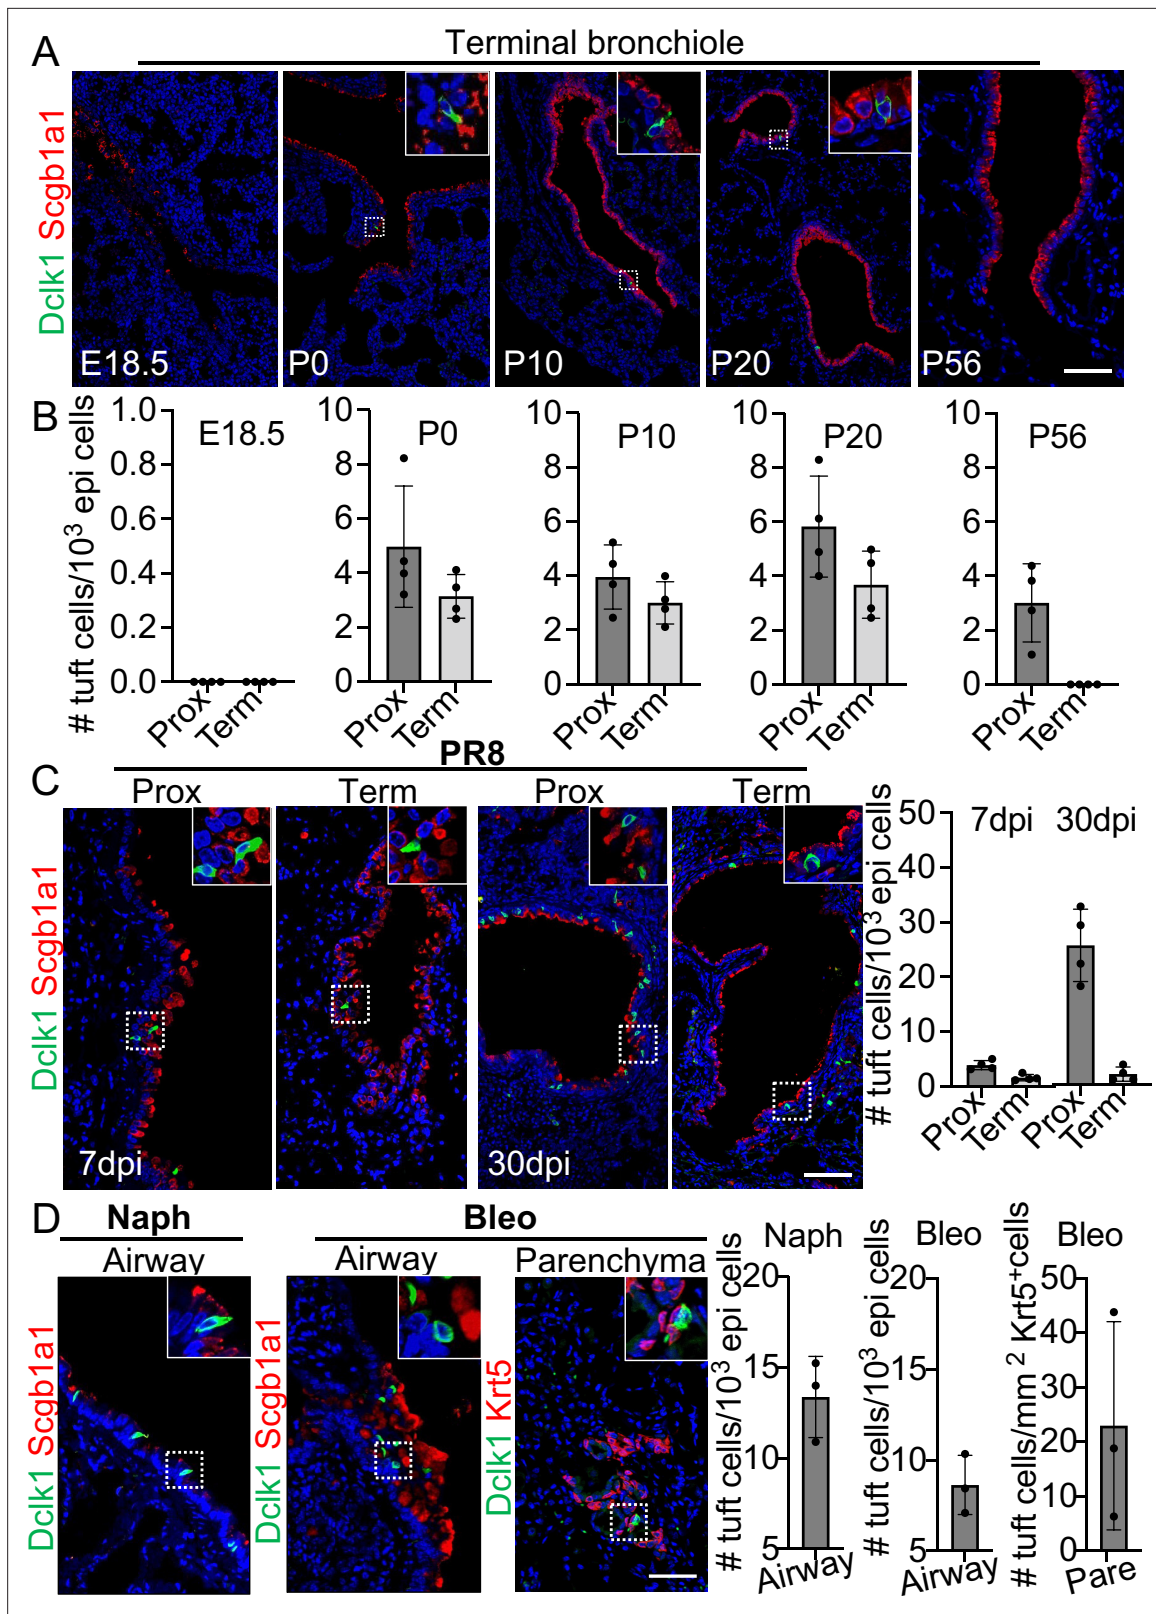 A
Terminal bronchiole
Dclk1 Scgb1a1
E18.5
P0
P10
P20
P56
B
# tuft cells/10³ epi cells
1.0
0.8
0.6
0.4
0.2
0.0
E18.5
Prox
Term
10
8
6
4
2
0
P0
Prox
Term
10
8
6
4
2
0
P10
Prox
Term
10
8
6
4
2
0
P20
Prox
Term
10
8
6
4
2
0
P56
Prox
Term
C
PR8
Prox
Term
Prox
Term
Dclk1 Scgb1a1
7dpi
30dpi
# tuft cells/10³ epi cells
50
40
30
20
10
0
7dpi
30dpi
Prox
Term
Prox
Term
D
Naph
Bleo
Airway
Airway
Parenchyma
Dclk1 Scgb1a1
Dclk1 Scgb1a1
Dclk1 Krt5
# tuft cells/10³ epi cells
Naph
20
15
10
5
Airway
# tuft cells/10³ epi cells
Bleo
20
15
10
5
Airway
# tuft cells/mm ² Krt5⁺cells
Bleo
50
40
30
20
10
0
Pare